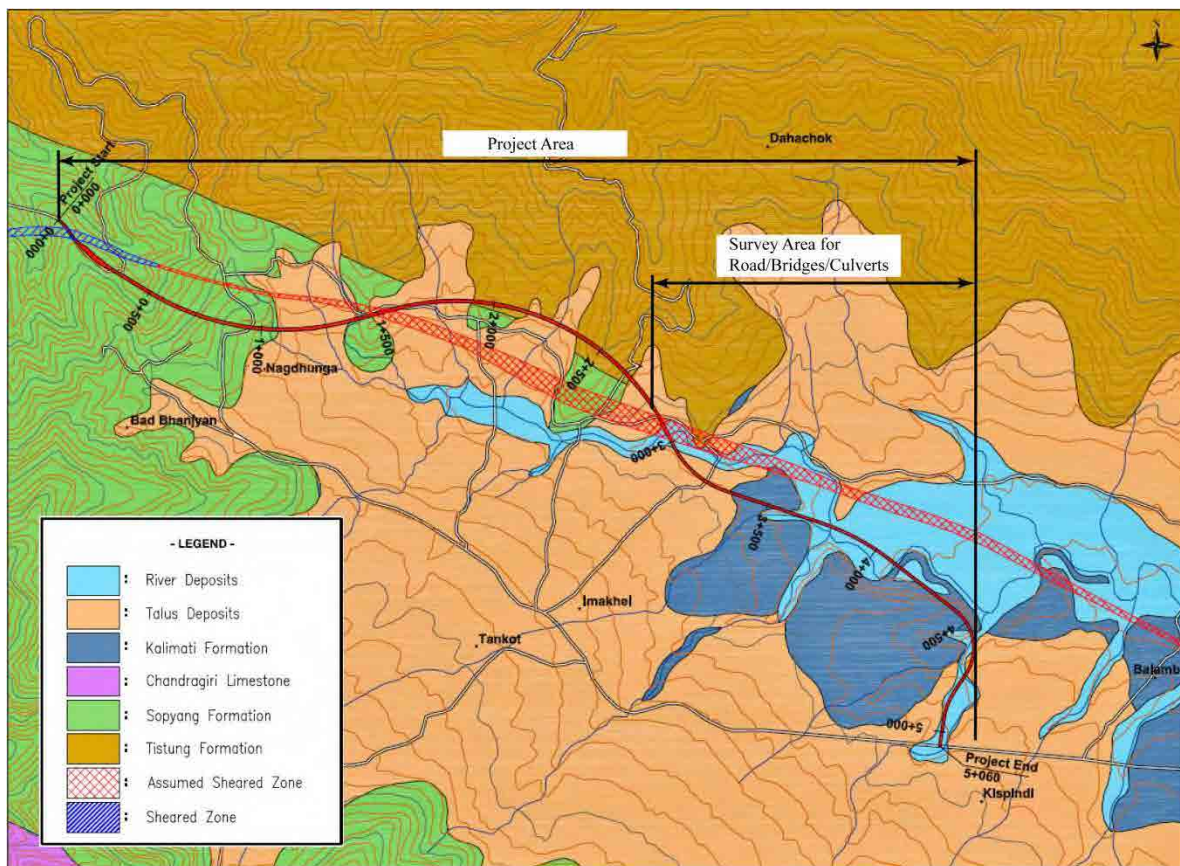 N
Dahachok
Project Area
Project Start
0+000
0+000
Survey Area for
Road/Bridges/Culverts
0+500
1+000
1+500
2+000
2+500
Nagdhunga
Bad Bhanjyan
3+000
3+500
4+000
4+500
5+000
Imakhel
Tankot
Balamb
Project End
5+060
Kispindi
- LEGEND -
: River Deposits
: Talus Deposits
: Kalimati Formation
: Chandragiri Limestone
: Sopyang Formation
: Tistung Formation
: Assumed Sheared Zone
: Sheared Zone